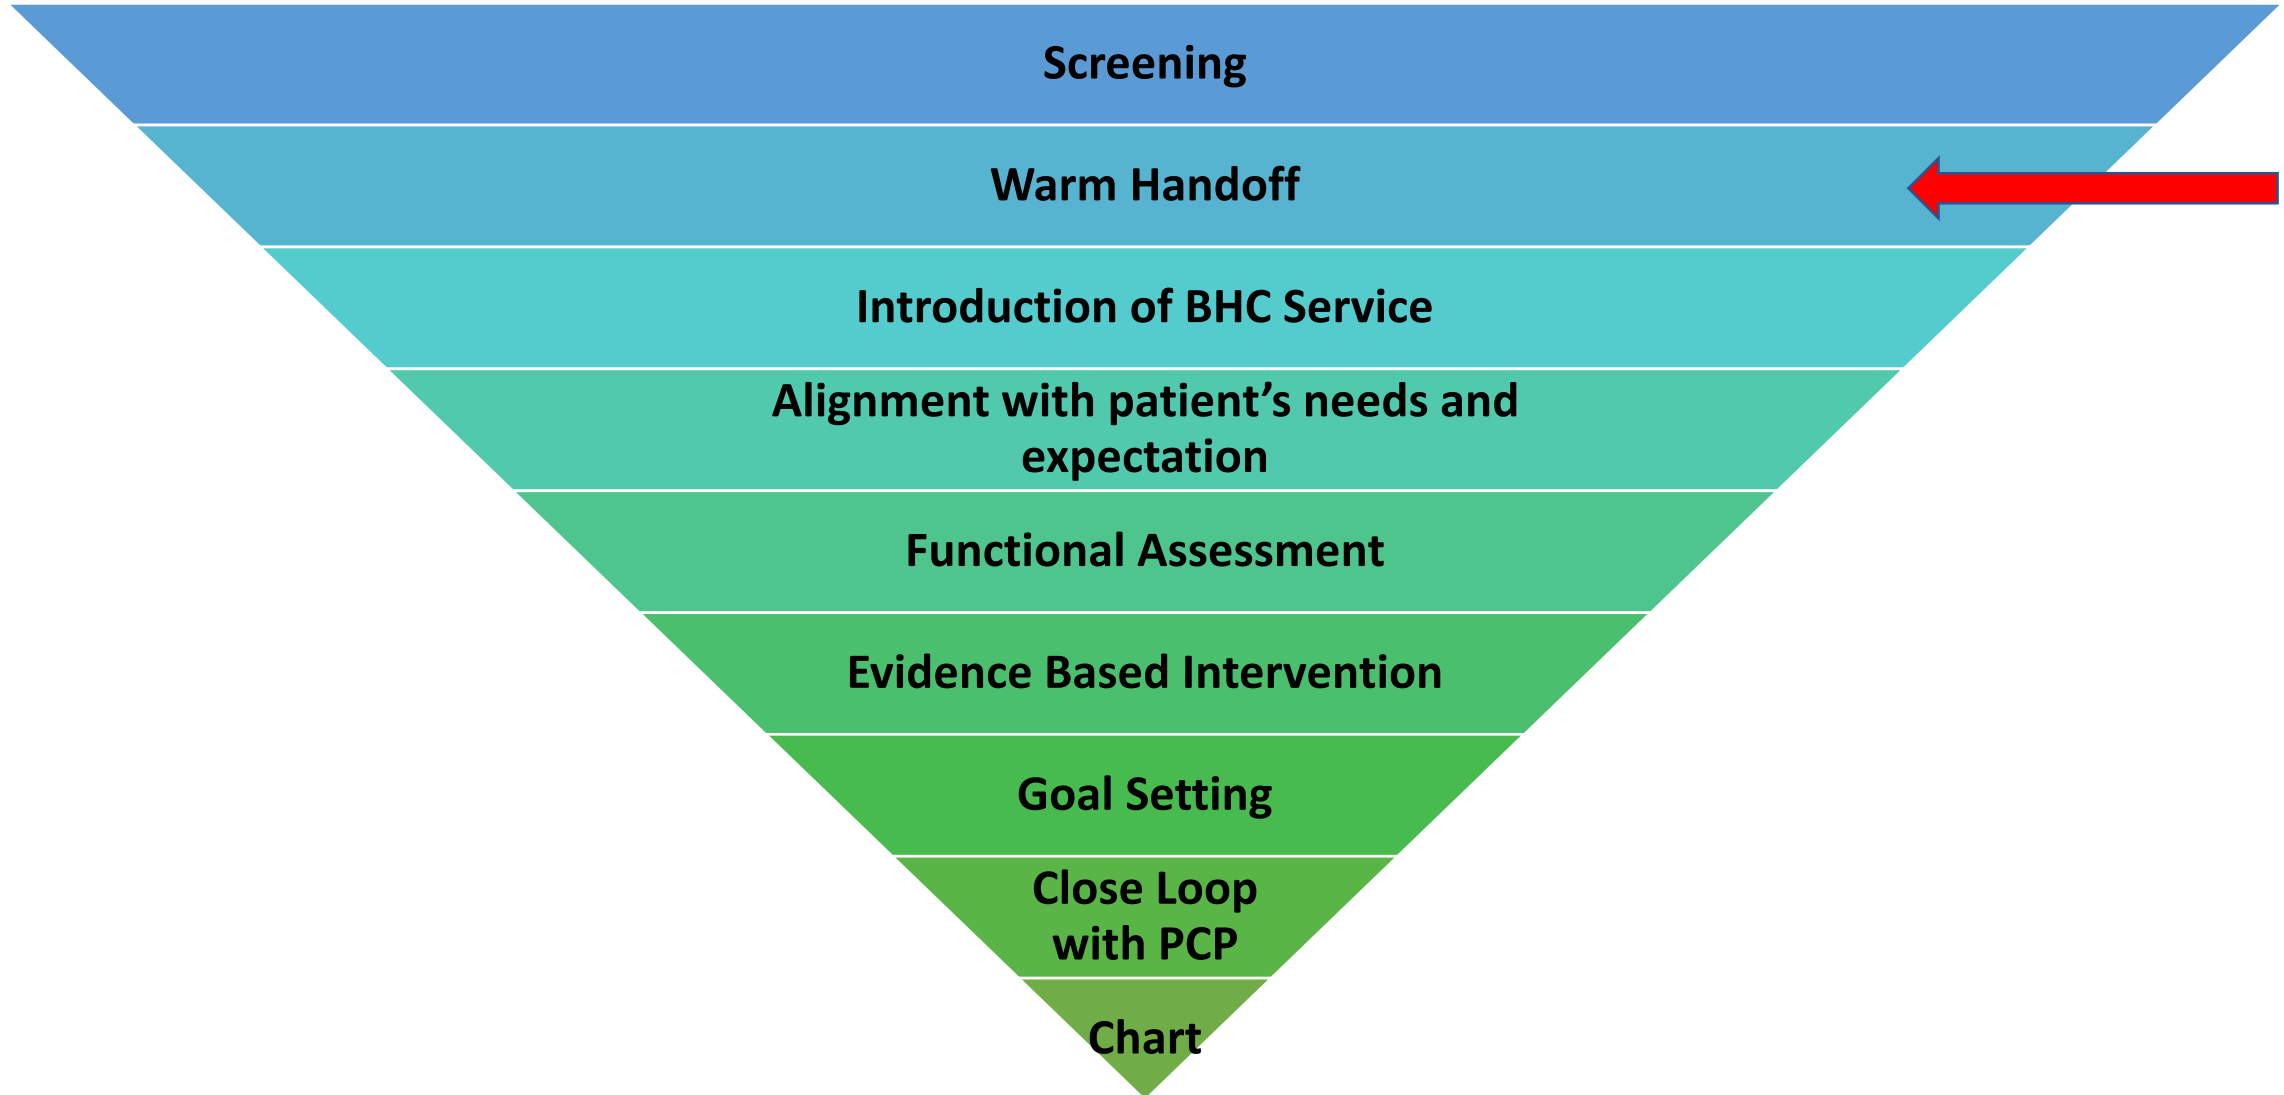 Screening
Warm Handoff
Introduction of BHC Service
Alignment with patient’s needs and
expectation
Functional Assessment
Evidence Based Intervention
Goal Setting
Close Loop
with PCP
Chart